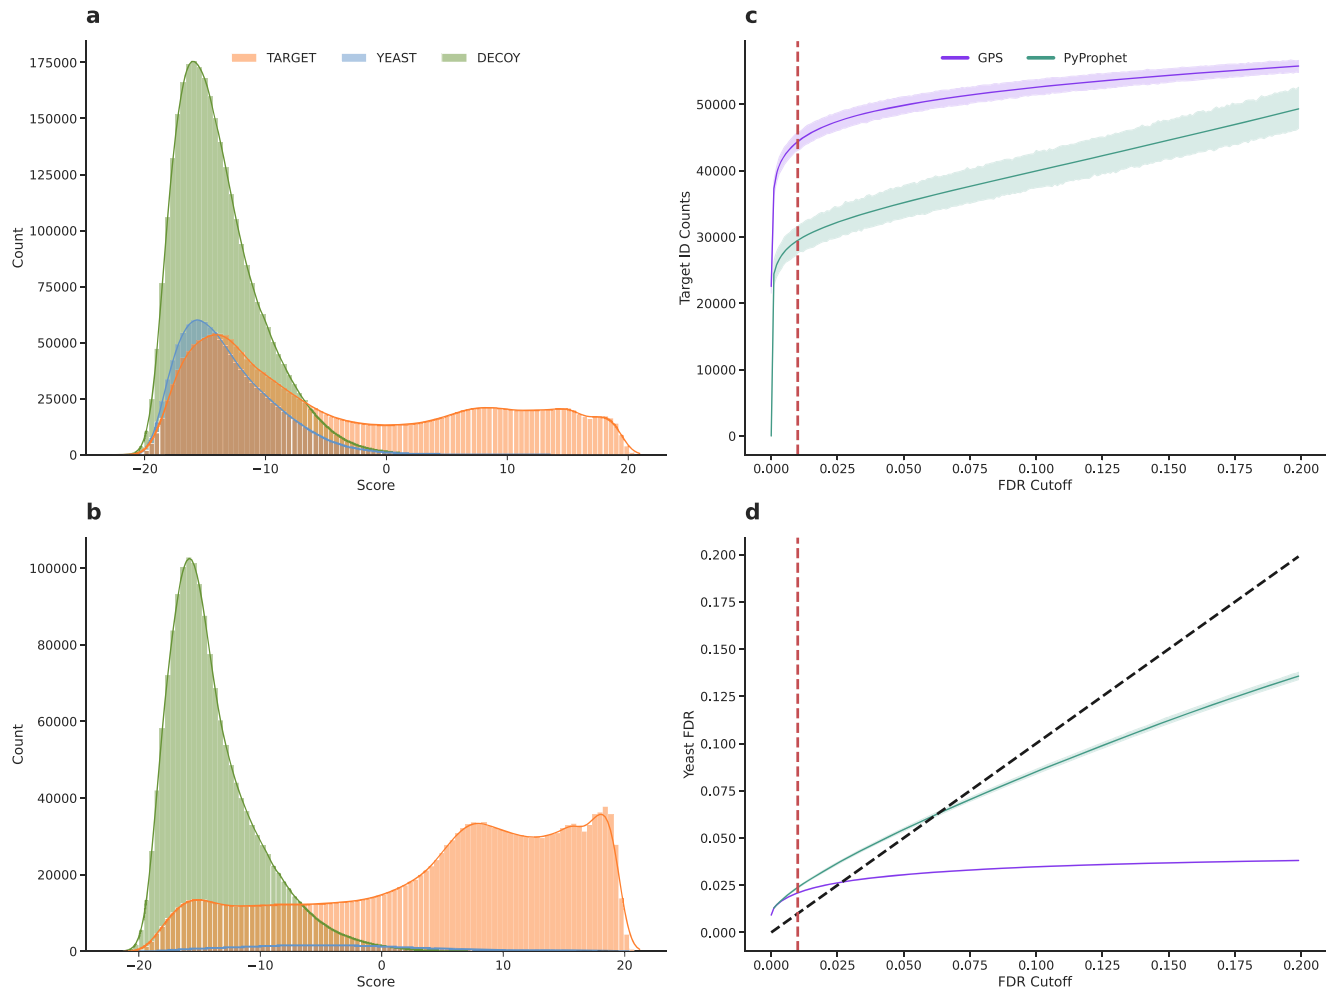 a
TARGET YEAST DECOY
175000
150000
125000
100000
75000
50000
25000
0
Count
−20 −10 0 10 20
Score
b
100000
80000
60000
40000
20000
0
Count
−20 −10 0 10 20
Score
c
GPS PyProphet
50000
40000
30000
20000
10000
0
Target ID Counts
0.000 0.025 0.050 0.075 0.100 0.125 0.150 0.175 0.200
FDR Cutoff
d
0.200
0.175
0.150
0.125
0.100
0.075
0.050
0.025
0.000
Yeast FDR
0.000 0.025 0.050 0.075 0.100 0.125 0.150 0.175 0.200
FDR Cutoff